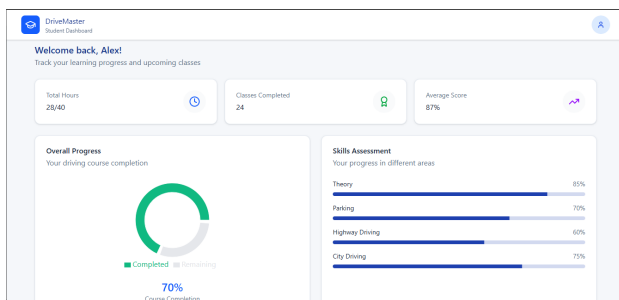 DriveMaster
Student Dashboard
Welcome back, Alex!
Track your learning progress and upcoming classes
Total Hours
28/40
Classes Completed
24
Average Score
87%
Overall Progress
Your driving course completion
Completed Remaining
70%
Course Completion
Skills Assessment
Your progress in different areas
Theory 85%
Parking 70%
Highway Driving 60%
City Driving 75%